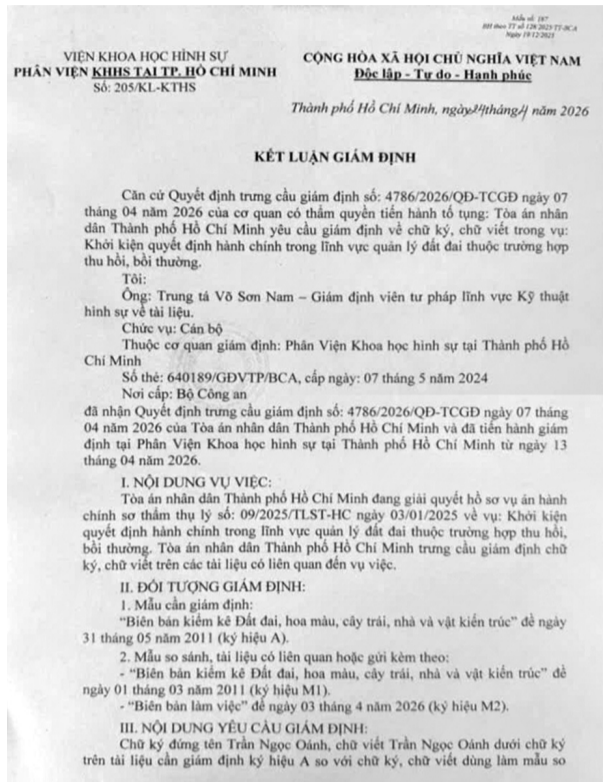 Mẫu số: 187
BH theo TT số 128/2025/TT-BCA
Ngày 19/12/2025
VIỆN KHOA HỌC HÌNH SỰ
PHÂN VIỆN KHHS TẠI TP. HỒ CHÍ MINH
Số: 205/KL-KTHS
CỘNG HÒA XÃ HỘI CHỦ NGHĨA VIỆT NAM
Độc lập - Tự do - Hạnh phúc
Thành phố Hồ Chí Minh, ngày 24 tháng 4 năm 2026
KẾT LUẬN GIÁM ĐỊNH
Căn cứ Quyết định trưng cầu giám định số: 4786/2026/QĐ-TCGĐ ngày 07
tháng 04 năm 2026 của cơ quan có thẩm quyền tiến hành tố tụng: Tòa án nhân
dân Thành phố Hồ Chí Minh yêu cầu giám định về chữ ký, chữ viết trong vụ:
Khởi kiện quyết định hành chính trong lĩnh vực quản lý đất đai thuộc trường hợp
thu hồi, bồi thường.
Tôi:
Ông: Trung tá Võ Sơn Nam – Giám định viên tư pháp lĩnh vực Kỹ thuật
hình sự về tài liệu.
Chức vụ: Cán bộ
Thuộc cơ quan giám định: Phân Viện Khoa học hình sự tại Thành phố Hồ
Chí Minh
Số thẻ: 640189/GĐVTP/BCA, cấp ngày: 07 tháng 5 năm 2024
Nơi cấp: Bộ Công an
đã nhận Quyết định trưng cầu giám định số: 4786/2026/QĐ-TCGĐ ngày 07 tháng
04 năm 2026 của Tòa án nhân dân Thành phố Hồ Chí Minh và đã tiến hành giám
định tại Phân Viện Khoa học hình sự tại Thành phố Hồ Chí Minh từ ngày 13
tháng 04 năm 2026.
I. NỘI DUNG VỤ VIỆC:
Tòa án nhân dân Thành phố Hồ Chí Minh đang giải quyết hồ sơ vụ án hành
chính sơ thẩm thụ lý số: 09/2025/TLST-HC ngày 03/01/2025 về vụ: Khởi kiện
quyết định hành chính trong lĩnh vực quản lý đất đai thuộc trường hợp thu hồi,
bồi thường. Tòa án nhân dân Thành phố Hồ Chí Minh trưng cầu giám định chữ
ký, chữ viết trên các tài liệu có liên quan đến vụ việc.
II. ĐỐI TƯỢNG GIÁM ĐỊNH:
1. Mẫu cần giám định:
“Biên bản kiểm kê Đất đai, hoa màu, cây trái, nhà và vật kiến trúc” đề ngày
31 tháng 05 năm 2011 (ký hiệu A).
2. Mẫu so sánh, tài liệu có liên quan hoặc gửi kèm theo:
- “Biên bản kiểm kê Đất đai, hoa màu, cây trái, nhà và vật kiến trúc” đề
ngày 01 tháng 03 năm 2011 (ký hiệu M1).
- “Biên bản làm việc” đề ngày 03 tháng 4 năm 2026 (ký hiệu M2).
III. NỘI DUNG YÊU CẦU GIÁM ĐỊNH:
Chữ ký đứng tên Trần Ngọc Oánh, chữ viết Trần Ngọc Oánh dưới chữ ký
trên tài liệu cần giám định ký hiệu A so với chữ ký, chữ viết dùng làm mẫu so